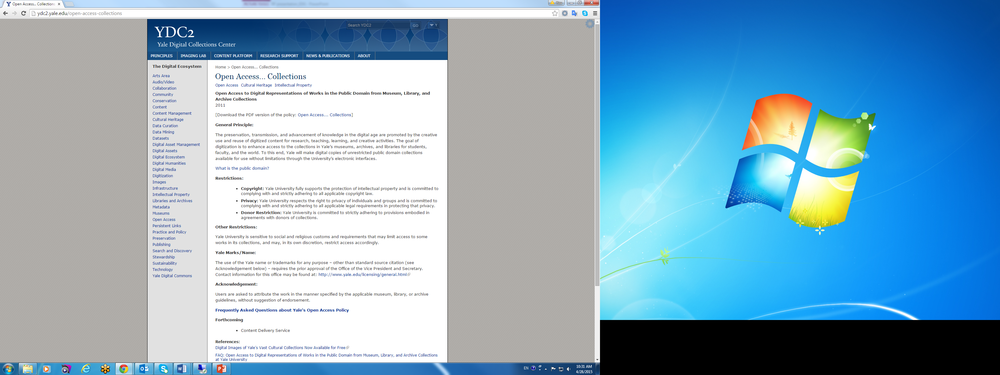 Open Access... Collections
You
ydc2.yale.edu/open-access-collections
YDC2
Yale Digital Collections Center
Search YDC2
GO
Y
PRINCIPLES
IMAGING LAB
CONTENT PLATFORM
RESEARCH SUPPORT
NEWS & PUBLICATIONS
ABOUT
The Digital Ecosystem
Arts Area
Audio/Video
Collaboration
Community
Conservation
Content
Content Management
Cultural Heritage
Data Curation
Data Mining
Datasets
Digital Asset Management
Digital Assets
Digital Ecosystem
Digital Humanities
Digital Media
Digitization
Images
Infrastructure
Intellectual Property
Libraries and Archives
Metadata
Museums
Open Access
Persistent Links
Practice and Policy
Preservation
Publishing
Search and Discovery
Stewardship
Sustainability
Technology
Yale Digital Commons
Home > Open Access... Collections
Open Access... Collections
Open Access Cultural Heritage Intellectual Property
Open Access to Digital Representations of Works in the Public Domain from Museum, Library, and
Archive Collections
2011
[Download the PDF version of the policy: Open Access... Collections]
General Principle:
The preservation, transmission, and advancement of knowledge in the digital age are promoted by the creative
use and reuse of digitized content for research, teaching, learning, and creative activities. The goal of
digitization is to enhance access to the collections in Yale's museums, archives, and libraries for students,
faculty, and the world. To this end, Yale will make digital copies of unrestricted public domain collections
available for use without limitations through the University's electronic interfaces.
What is the public domain?
Restrictions:
Copyright: Yale University fully supports the protection of intellectual property and is committed to
complying with and strictly adhering to all applicable copyright law.
Privacy: Yale University respects the right to privacy of individuals and groups and is committed to
complying with and strictly adhering to all applicable legal requirements in protecting that privacy.
Donor Restriction: Yale University is committed to strictly adhering to provisions embodied in
agreements with donors of collections.
Other Restrictions:
Yale University is sensitive to social and religious customs and requirements that may limit access to some
works in its collections, and may, in its own discretion, restrict access accordingly.
Yale Marks/Name:
The use of the Yale name or trademarks for any purpose – other than standard source citation (see
Acknowledgement below) – requires the prior approval of the Office of the Vice President and Secretary.
Contact information for this office may be found at: http://www.yale.edu/licensing/general.html
Acknowledgement:
Users are asked to attribute the work in the manner specified by the applicable museum, library, or archive
guidelines, without suggestion of endorsement.
Frequently Asked Questions about Yale's Open Access Policy
Forthcoming
Content Delivery Service
References:
Digital Images of Yale's Vast Cultural Collections Now Available for Free
FAQ: Open Access to Digital Representations of Works in the Public Domain from Museum, Library, and Archive Collections
at Yale University
EN
10:31 AM
4/28/2015